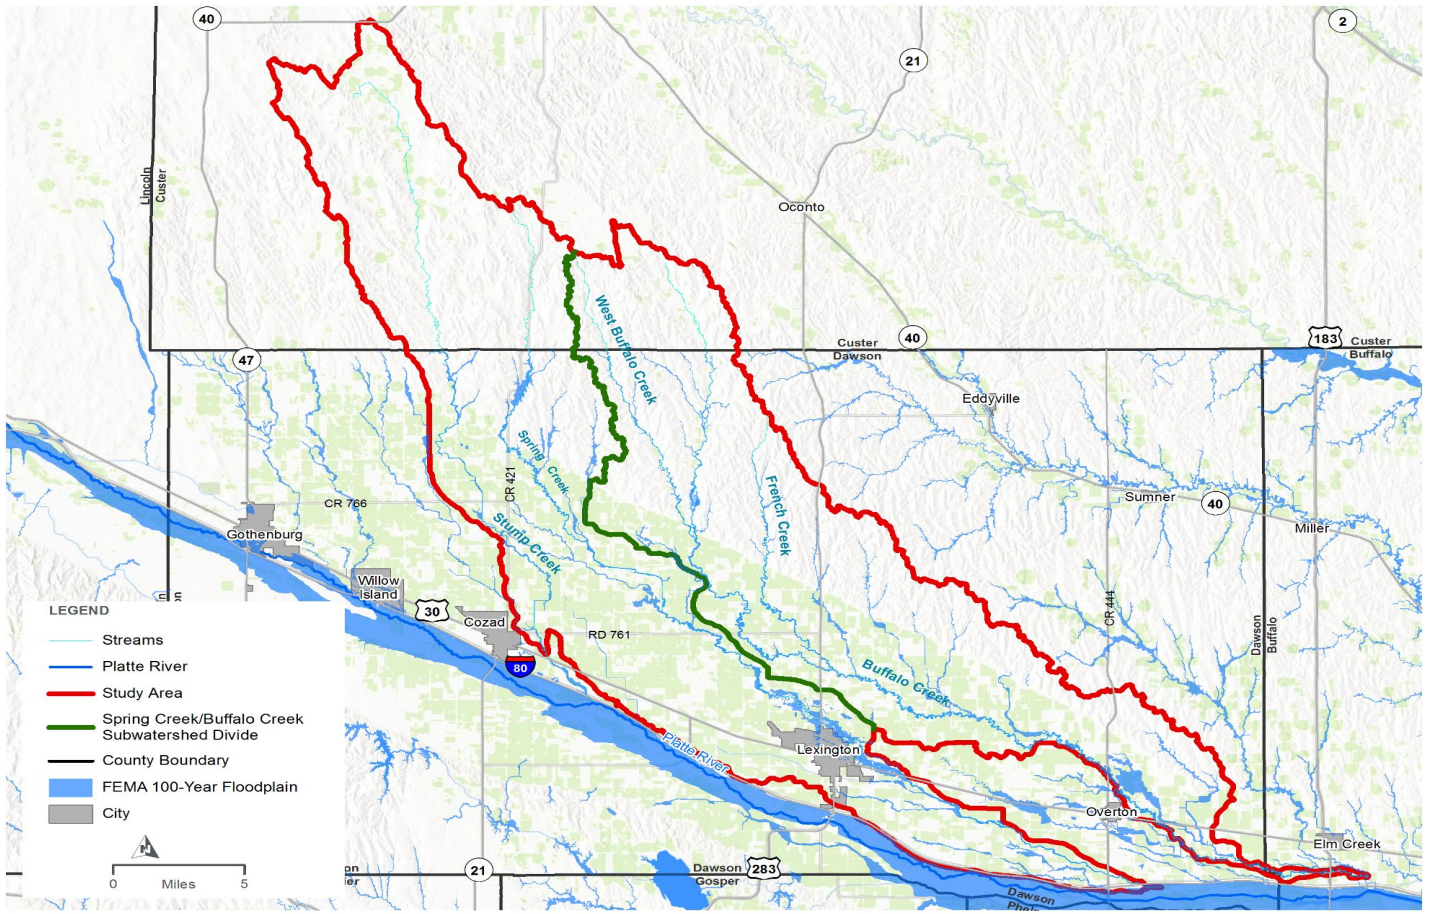 40
2
21
Lincoln
Custer
Oconto
West Buffalo Creek
47
40
Custer
Dawson
183
Custer
Buffalo
Eddyville
Spring Creek
CR 421
French Creek
CR 766
Sumner
40
Miller
Gothenburg
Stump Creek
Willow
Island
30
Cozad
RD 761
CR 444
Dawson
Buffalo
80
Buffalo Creek
Platte River
Lexington
Overton
Elm Creek
21
Dawson
Gosper
283
Dawson
LEGEND
Streams
Platte River
Study Area
Spring Creek/Buffalo Creek
Subwatershed Divide
County Boundary
FEMA 100-Year Floodplain
City
N
0 Miles 5